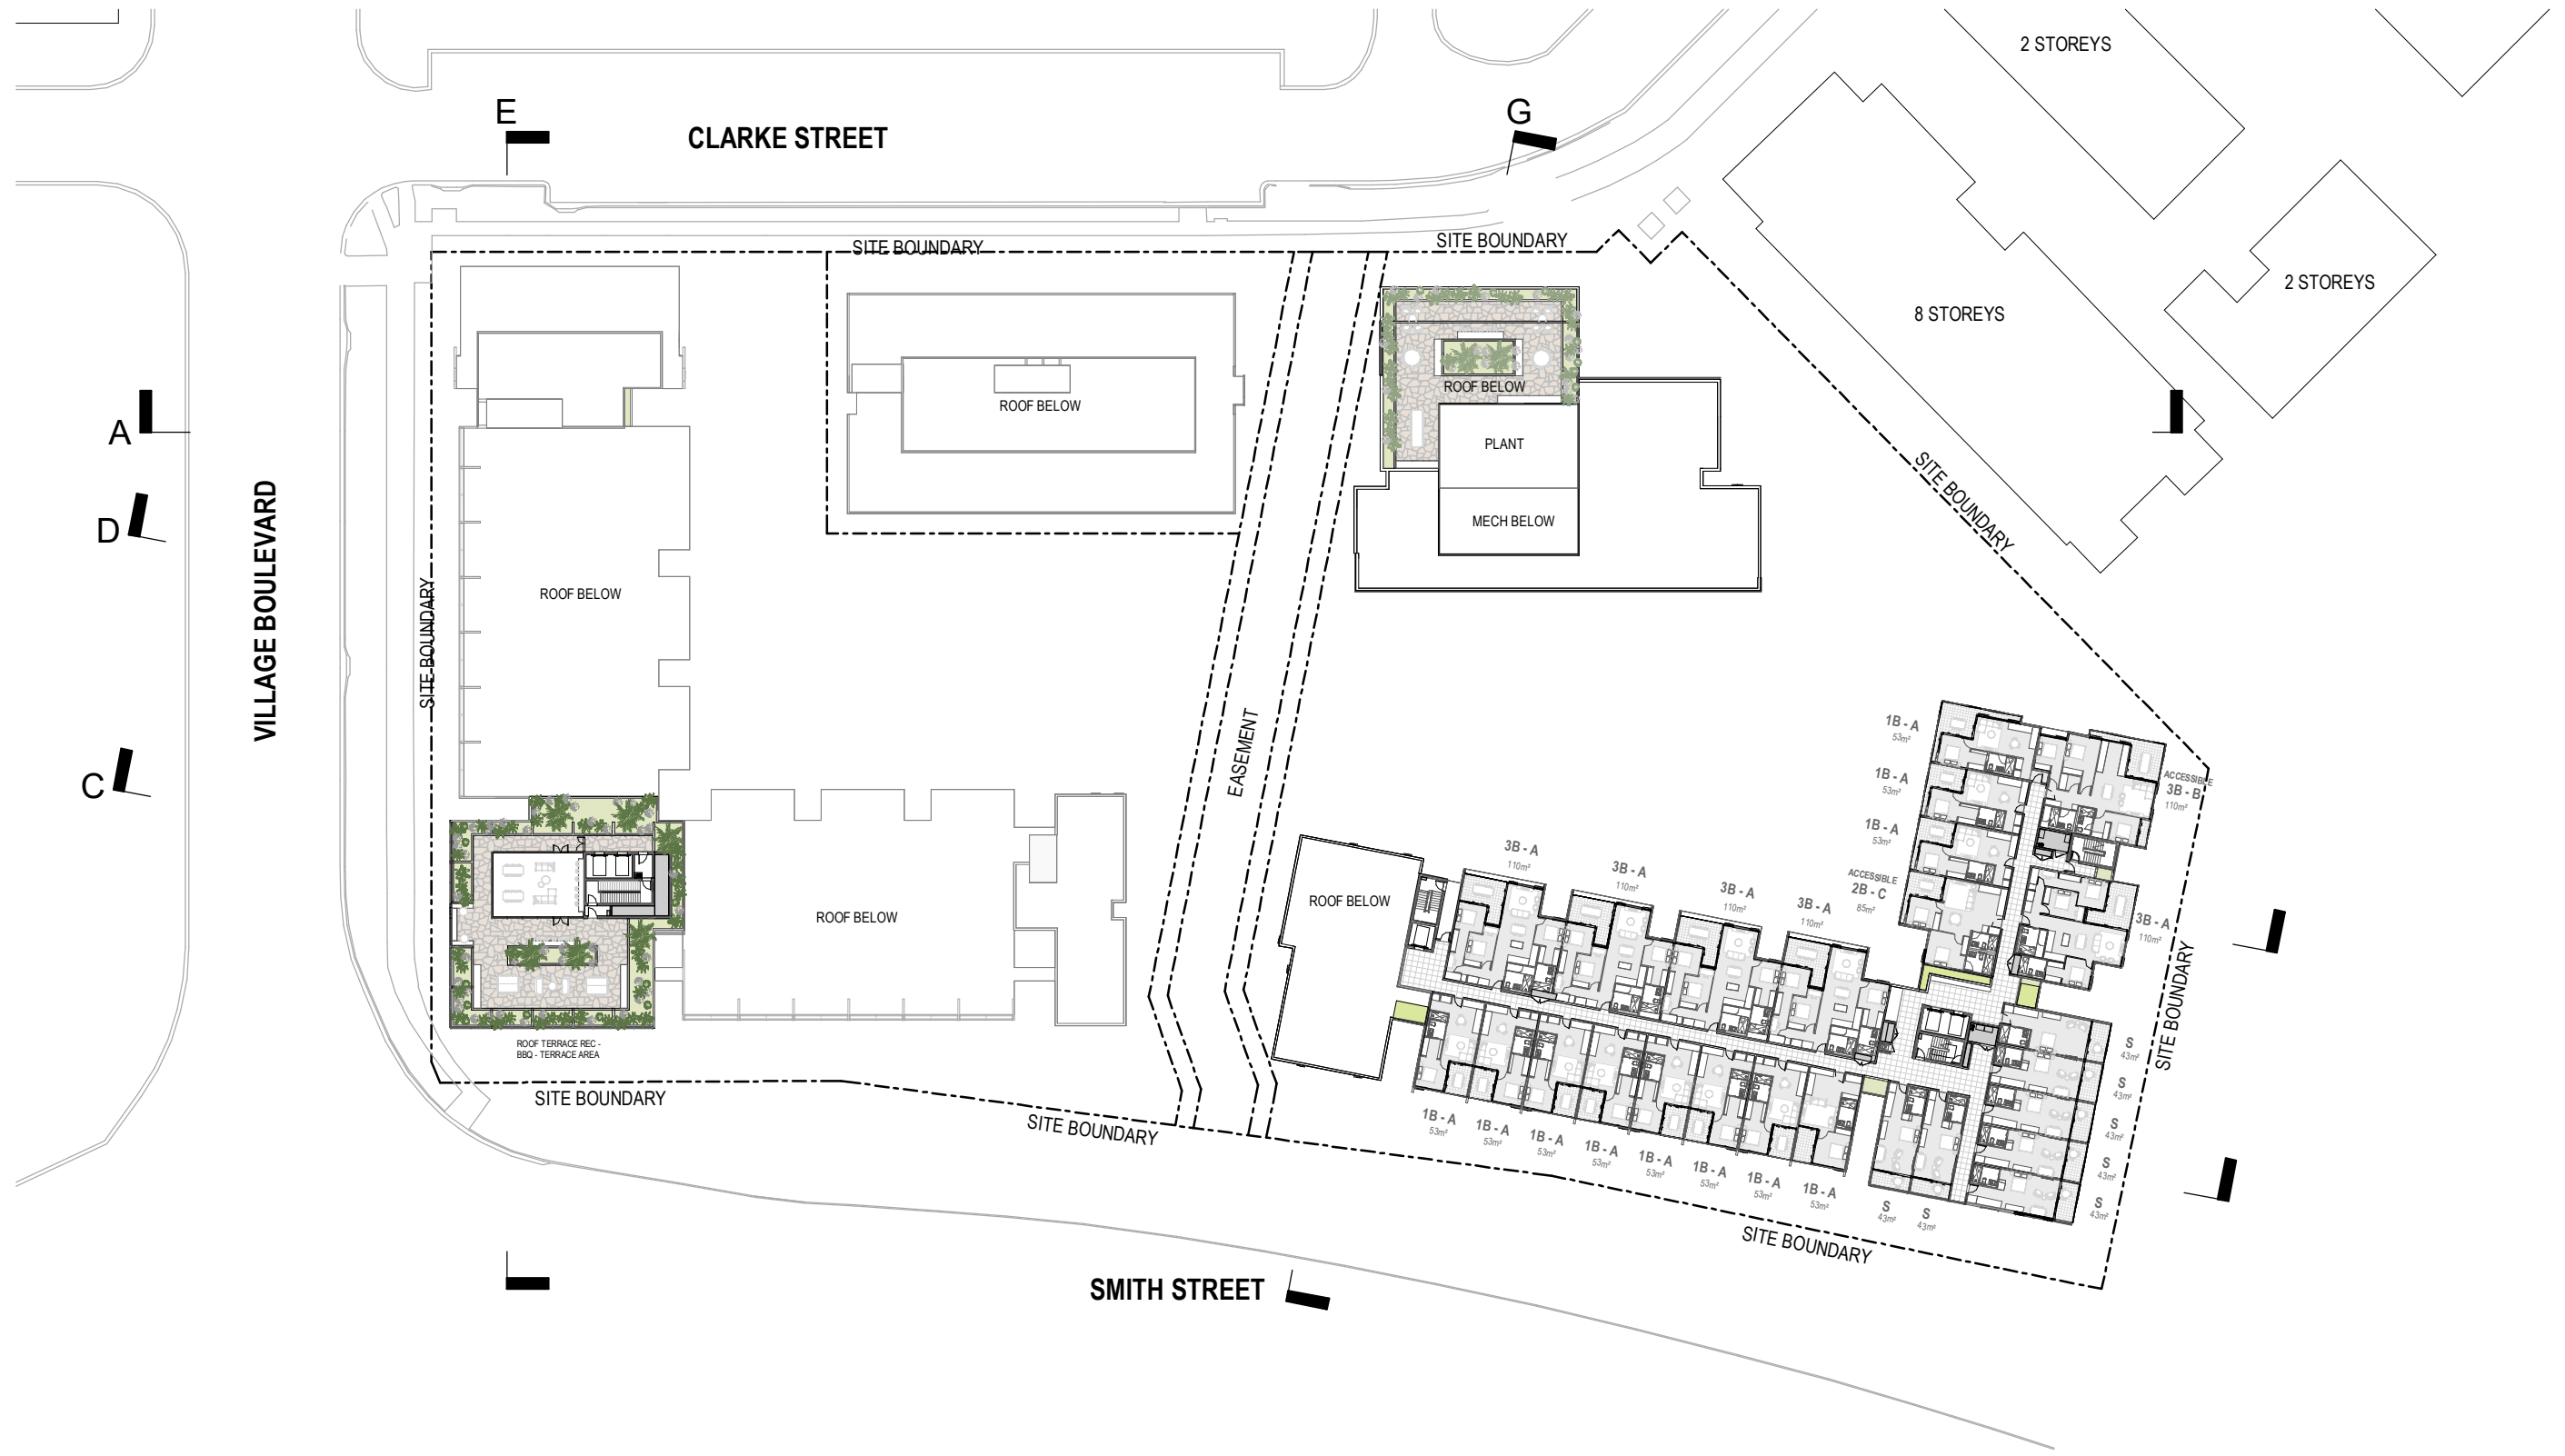 2 STOREYS
E
CLARKE STREET
G
SITE BOUNDARY
SITE BOUNDARY
2 STOREYS
8 STOREYS
ROOF BELOW
ROOF BELOW
A
PLANT
MECH BELOW
D
SITE BOUNDARY
VILLAGE BOULEVARD
SITE BOUNDARY
ROOF BELOW
C
EASEMENT
1B - A
53m²
1B - A
53m²
1B - A
53m²
ACCESSIBLE
2B - C
85m²
ACCESSIBLE
3B - B
110m²
3B - A
110m²
3B - A
110m²
3B - A
110m²
3B - A
110m²
3B - A
110m²
ROOF BELOW
ROOF BELOW
SITE BOUNDARY
ROOF TERRACE REC -
BBQ - TERRACE AREA
SITE BOUNDARY
SITE BOUNDARY
1B - A
53m²
1B - A
53m²
1B - A
53m²
1B - A
53m²
1B - A
53m²
1B - A
53m²
1B - A
53m²
1B - A
53m²
S
43m²
S
43m²
S
43m²
S
43m²
S
43m²
S
43m²
S
43m²
SITE BOUNDARY
SMITH STREET